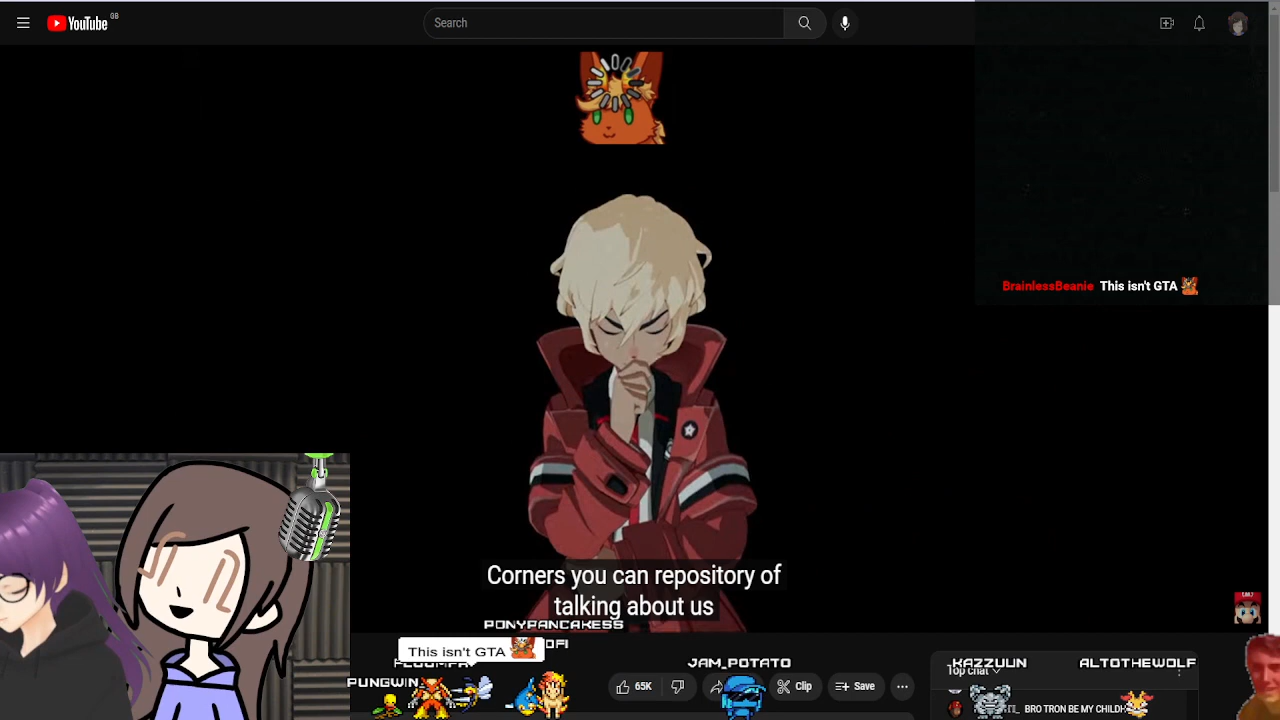 YouTube GB
Search
BrainlessBeanie This isn't GTA
Corners you can repository of
talking about us
PONYPANCAKESS
This isn't GTA
JAM_POTATO
KAZZUUN
ALTOTHEWOLF
Top chat
PUNGWIN
65K
Clip
Save
BRO TRON BE MY CHILDH